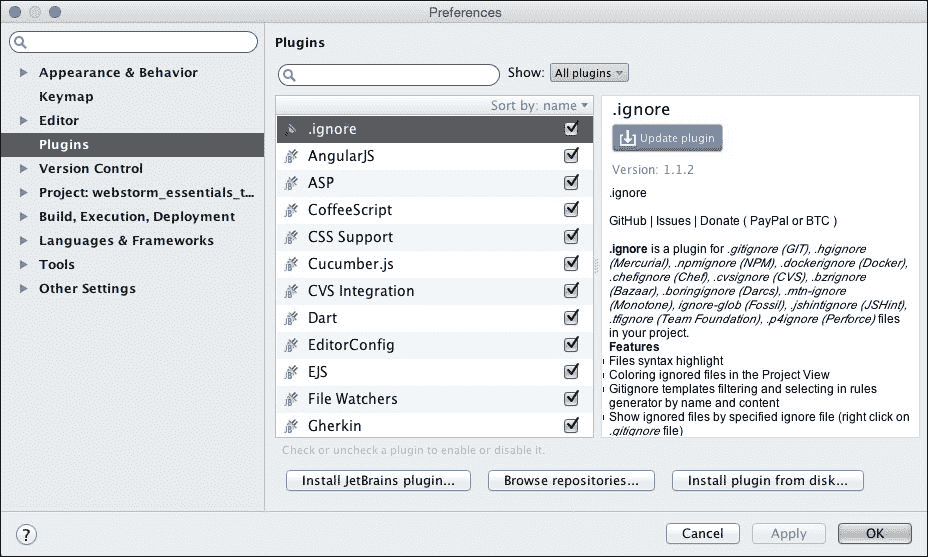 Preferences
Appearance & Behavior
Keymap
Editor
Plugins
Version Control
Project: webstorm_essentials_t...
Build, Execution, Deployment
Languages & Frameworks
Tools
Other Settings
Plugins
Show: All plugins
Sort by: name
.ignore
AngularJS
ASP
CoffeeScript
CSS Support
Cucumber.js
CVS Integration
Dart
EditorConfig
EJS
File Watchers
Gherkin
.ignore
Update plugin
Version: 1.1.2
.ignore
GitHub | Issues | Donate ( PayPal or BTC )
.ignore is a plugin for .gitignore (GIT), .hgignore
(Mercurial), .npmignore (NPM), .dockerignore (Docker),
.chefignore (Chef), .cvsignore (CVS), .bzrignore
(Bazaar), .boringignore (Darcs), .mtn-ignore
(Monotone), ignore-glob (Fossil), .jshintignore (JSHint),
.tfignore (Team Foundation), .p4ignore (Perforce) files
in your project.
Features
Files syntax highlight
Coloring ignored files in the Project View
Gitignore templates filtering and selecting in rules
generator by name and content
Show ignored files by specified ignore file (right click on
.gitignore file)
Check or uncheck a plugin to enable or disable it.
Install JetBrains plugin...
Browse repositories...
Install plugin from disk...
?
Cancel
Apply
OK